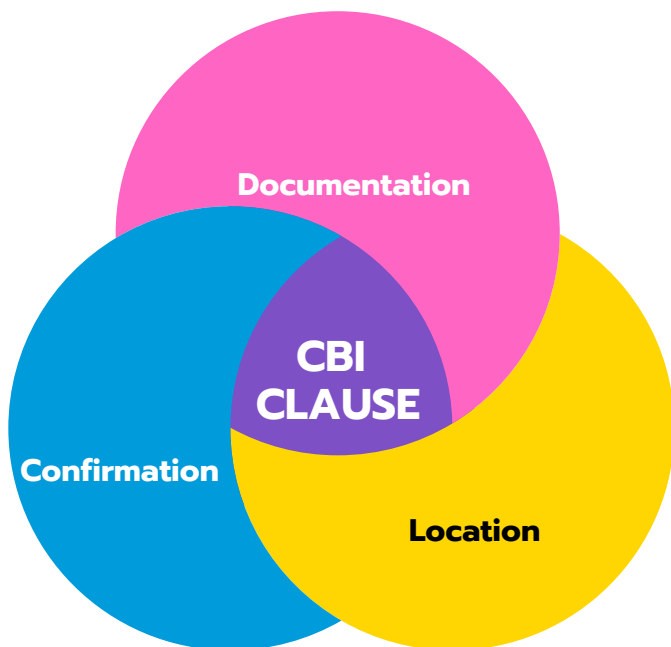 Documentation
CBI
CLAUSE
Confirmation
Location